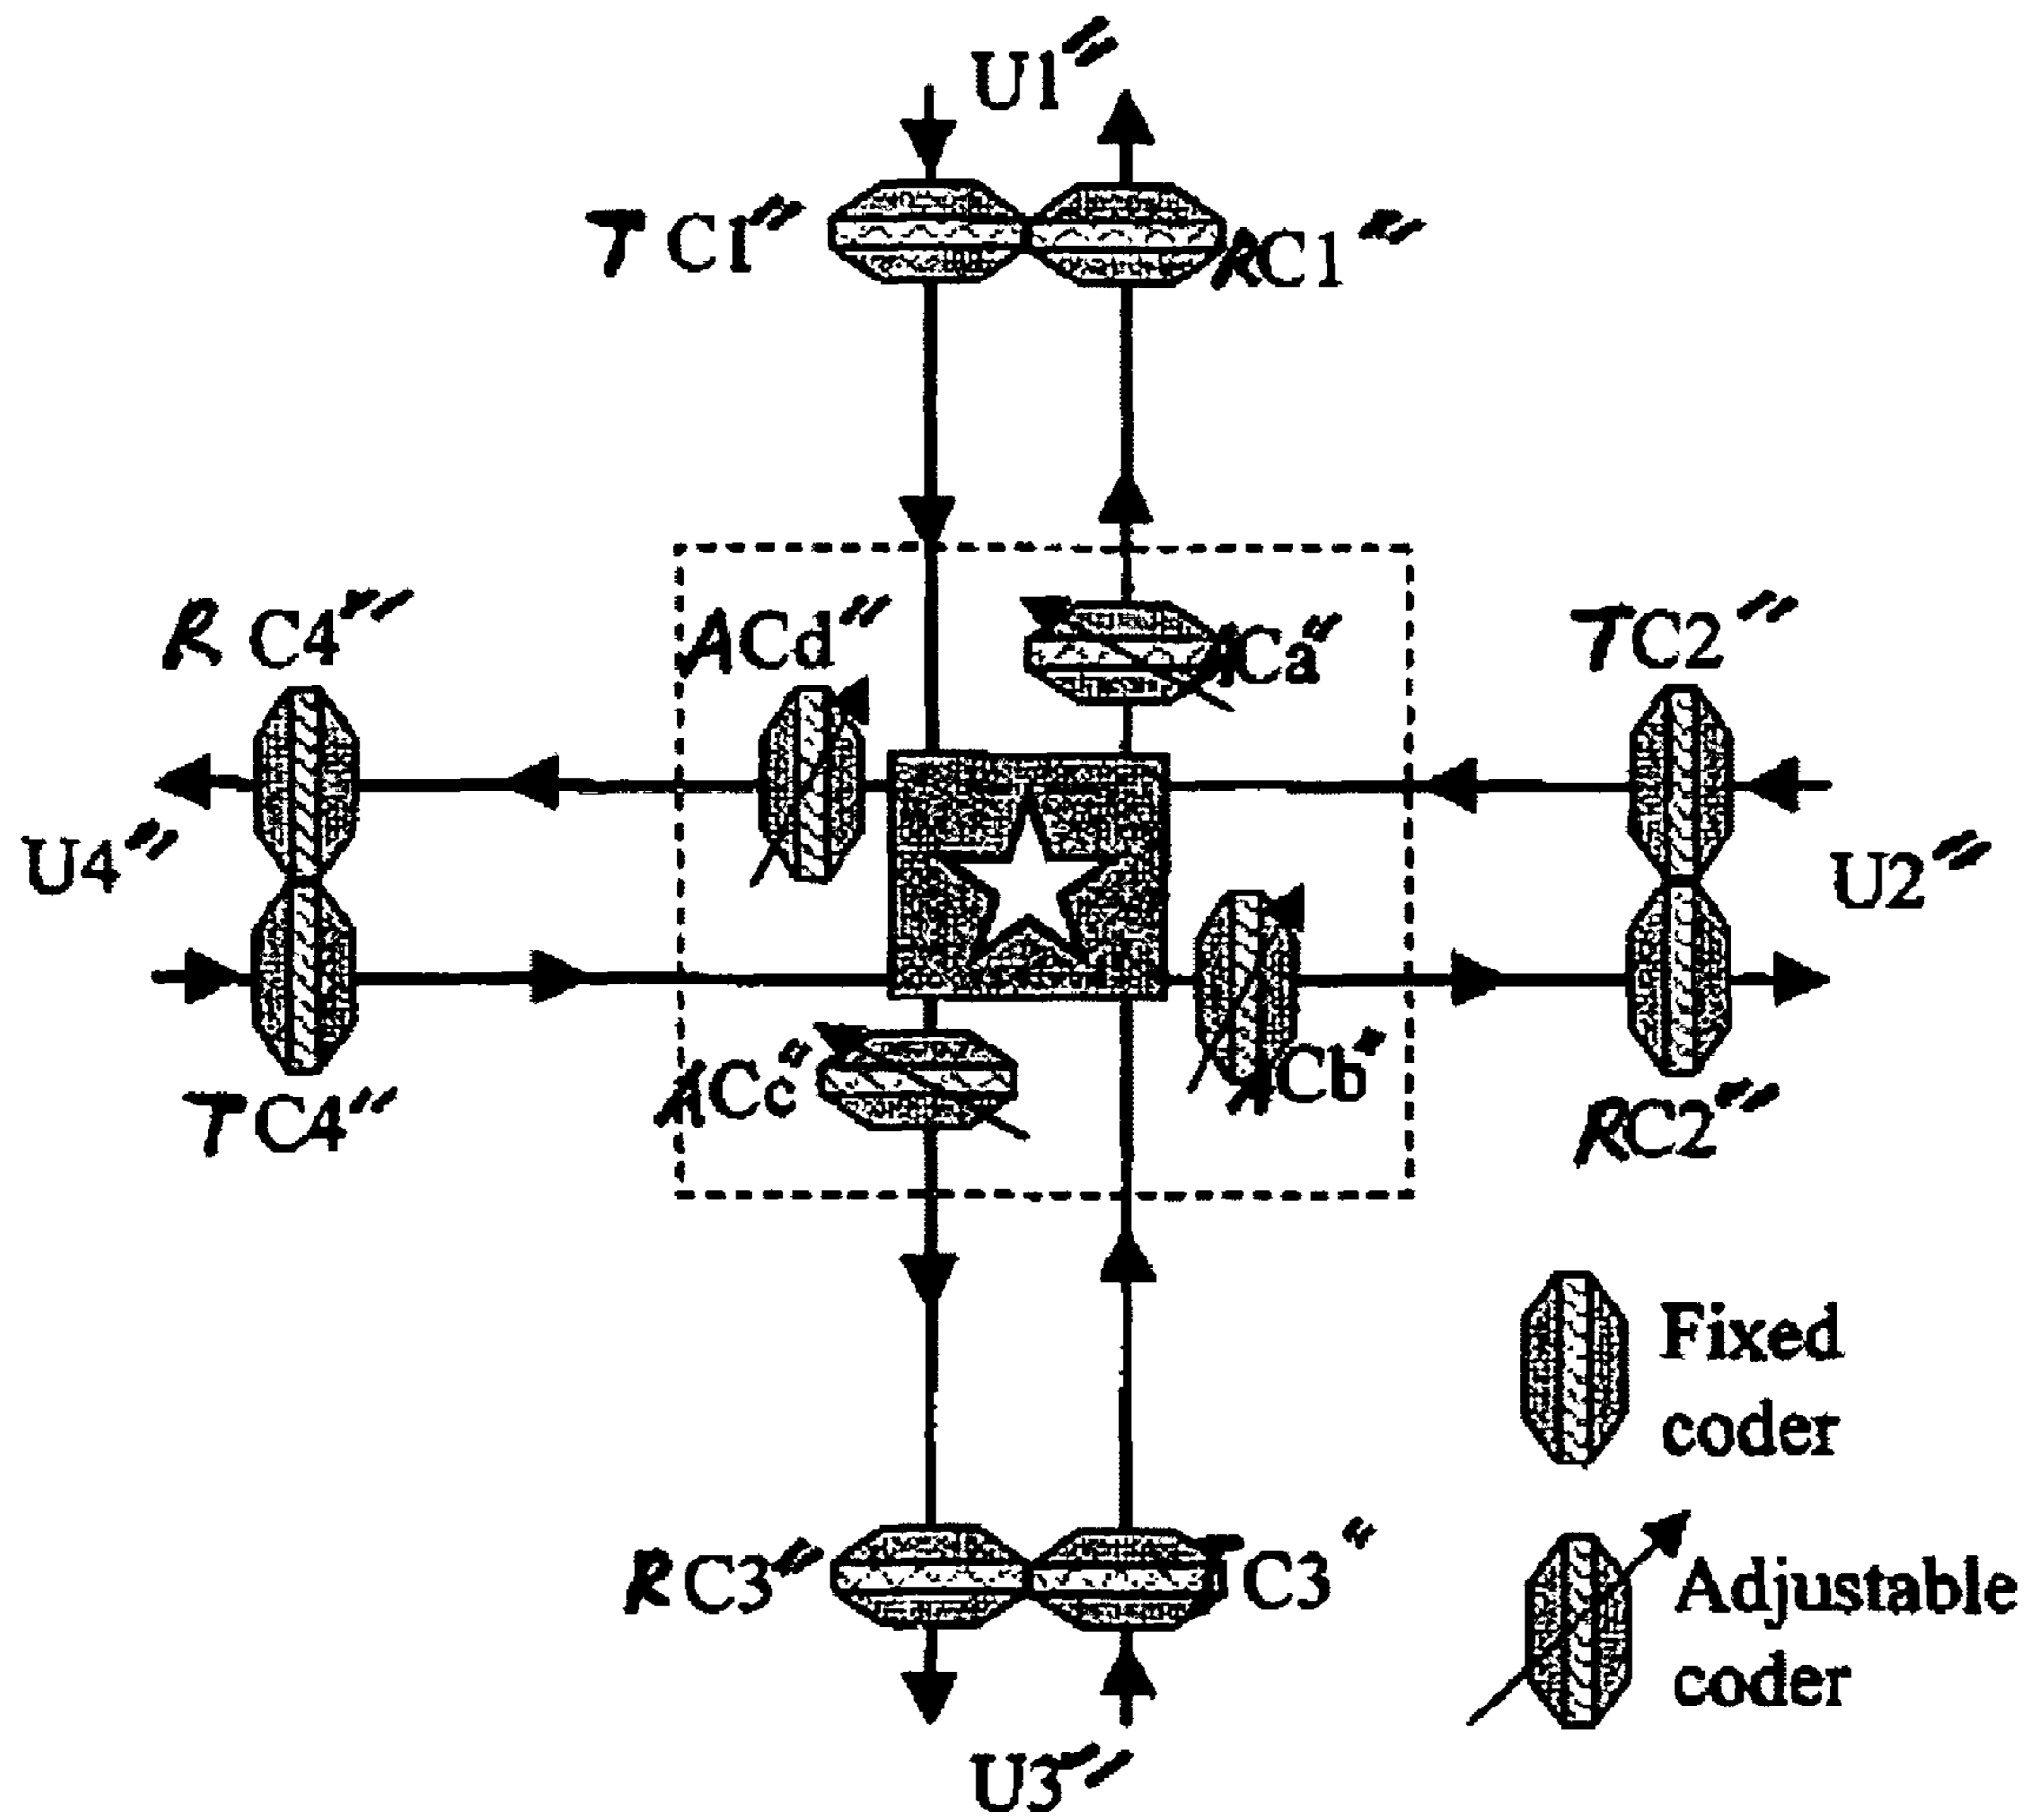 U1″
TC1″
RC1‴
RC4‴
ACd″
ACa″
TC2″
U4″
U2″
ACc″
ACb″
TC4″
RC2‴
Fixed
coder
RC3‴
TC3″
Adjustable
coder
U3″